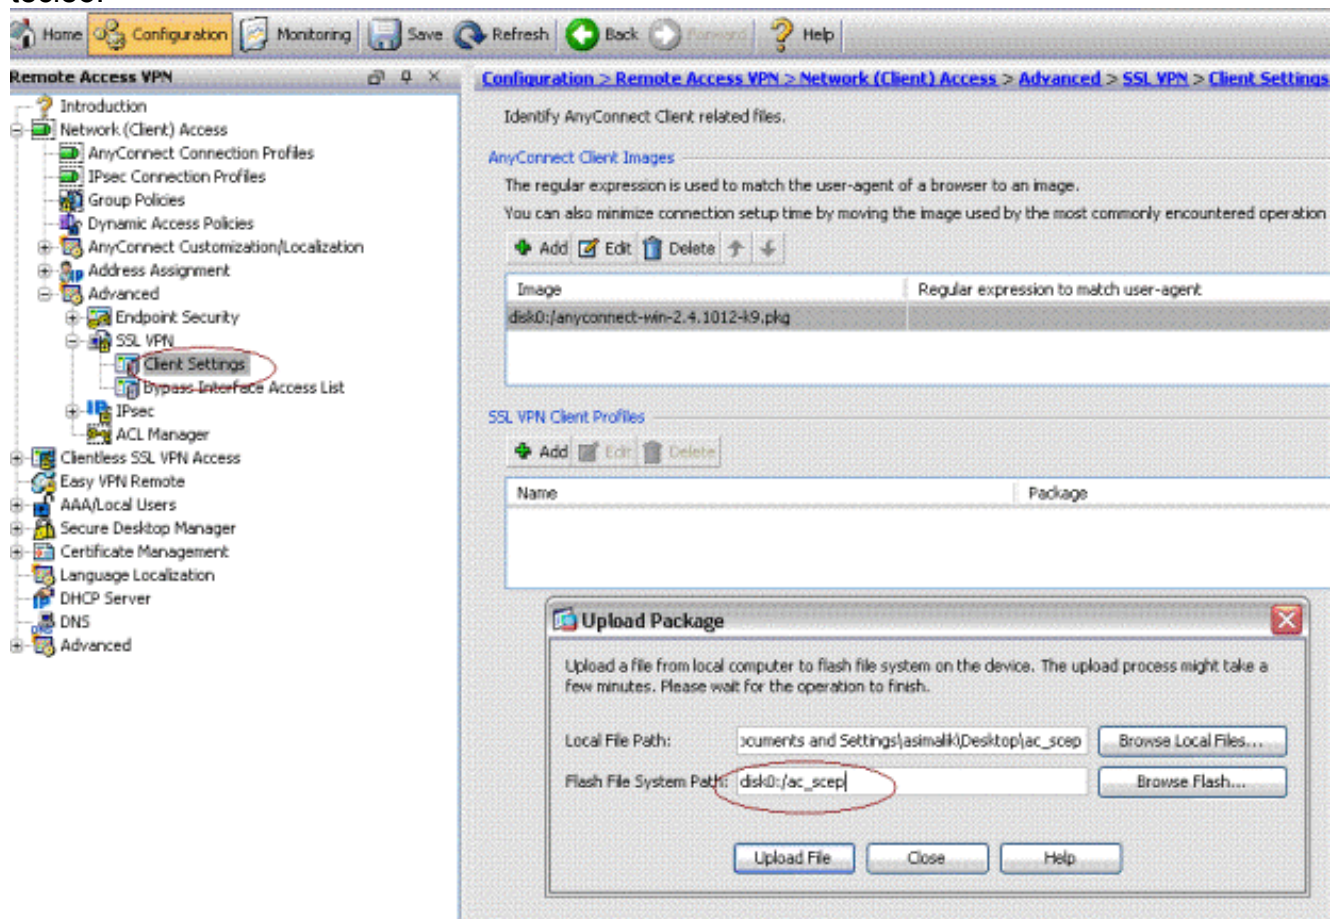 Home Configuration Monitoring Save Refresh Back Forward Help
Remote Access VPN
Introduction
Network (Client) Access
AnyConnect Connection Profiles
IPsec Connection Profiles
Group Policies
Dynamic Access Policies
AnyConnect Customization/Localization
Address Assignment
Advanced
Endpoint Security
SSL VPN
Client Settings
Bypass Interface Access List
IPsec
ACL Manager
Clientless SSL VPN Access
Easy VPN Remote
AAA/Local Users
Secure Desktop Manager
Certificate Management
Language Localization
DHCP Server
DNS
Advanced
Configuration > Remote Access VPN > Network (Client) Access > Advanced > SSL VPN > Client Settings
Identify AnyConnect Client related files.
AnyConnect Client Images
The regular expression is used to match the user-agent of a browser to an image.
You can also minimize connection setup time by moving the image used by the most commonly encountered operation
Add Edit Delete
Image Regular expression to match user-agent
disk0:/anyconnect-win-2.4.1012-k9.pkg
SSL VPN Client Profiles
Add Edit Delete
Name Package
Upload Package
Upload a file from local computer to flash file system on the device. The upload process might take a
few minutes. Please wait for the operation to finish.
Local File Path: ocuments and Settings\asimalik\Desktop\ac_scep Browse Local Files...
Flash File System Path: disk0:/ac_scep Browse Flash...
Upload File Close Help